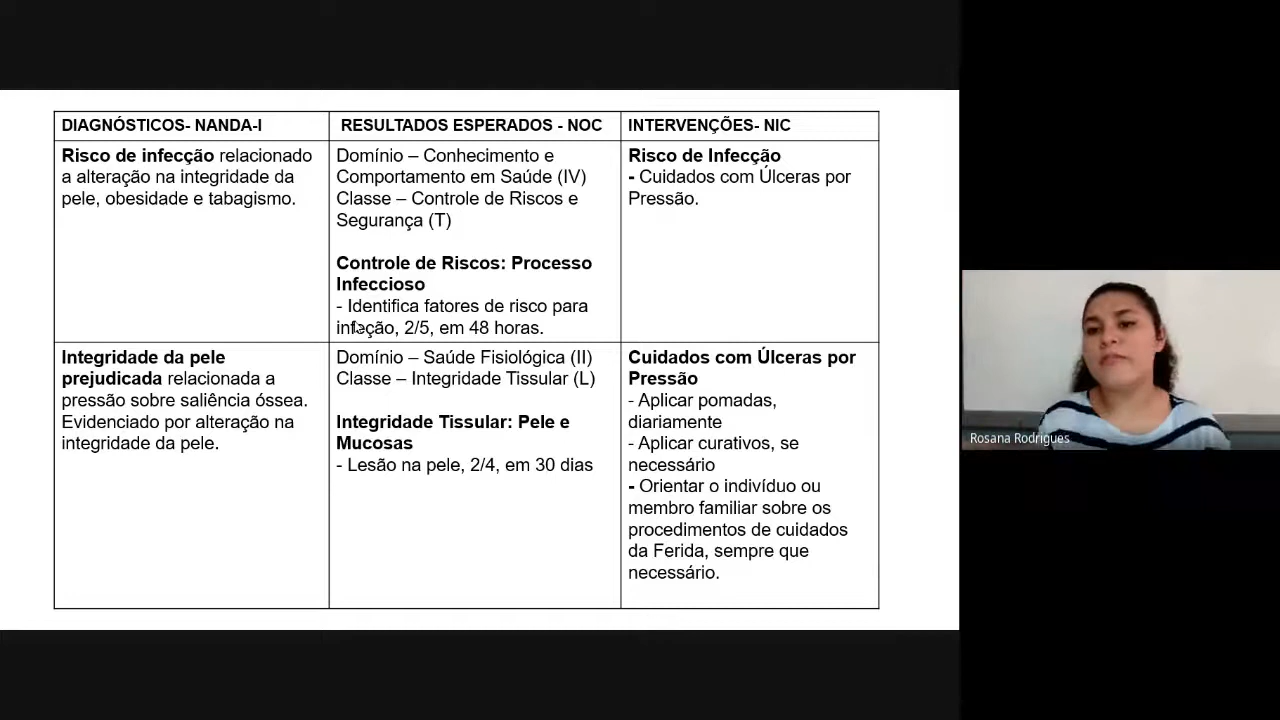 DIAGNÓSTICOS- NANDA-I
RESULTADOS ESPERADOS - NOC
INTERVENÇÕES- NIC
Risco de infecção relacionado
a alteração na integridade da
pele, obesidade e tabagismo.
Domínio – Conhecimento e
Comportamento em Saúde (IV)
Classe – Controle de Riscos e
Segurança (T)
Controle de Riscos: Processo
Infeccioso
- Identifica fatores de risco para
infeção, 2/5, em 48 horas.
Risco de Infecção
- Cuidados com Úlceras por
Pressão.
Integridade da pele
prejudicada relacionada a
pressão sobre saliência óssea.
Evidenciado por alteração na
integridade da pele.
Domínio – Saúde Fisiológica (II)
Classe – Integridade Tissular (L)
Integridade Tissular: Pele e
Mucosas
- Lesão na pele, 2/4, em 30 dias
Cuidados com Úlceras por
Pressão
- Aplicar pomadas,
diariamente
- Aplicar curativos, se
necessário
- Orientar o indivíduo ou
membro familiar sobre os
procedimentos de cuidados
da Ferida, sempre que
necessário.
Rosana Rodrigues